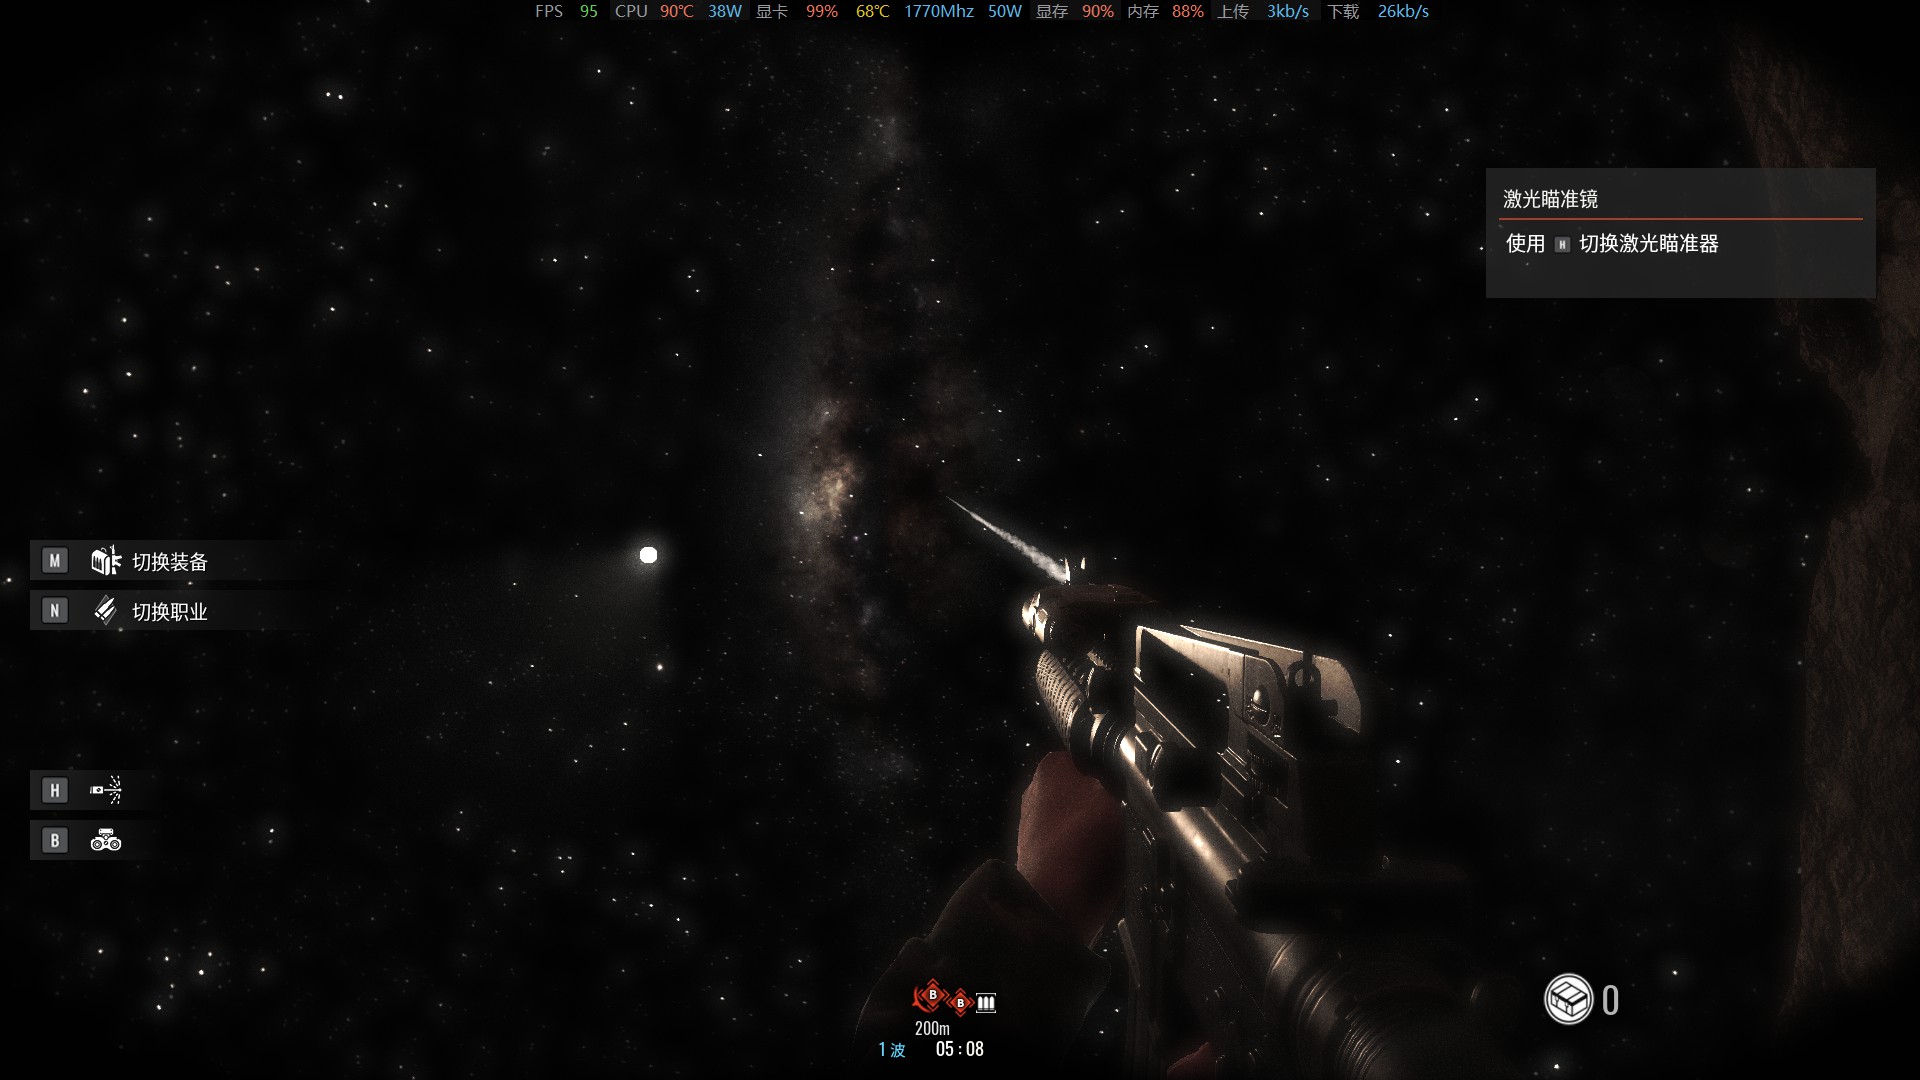 FPS 95 CPU 90℃ 38W 显卡 99% 68℃ 1770Mhz 50W 显存 90% 内存 88% 上传 3kb/s 下载 26kb/s
激光瞄准镜
使用 H 切换激光瞄准器
M 切换装备
N 切换职业
H
B
B B
200m
1 波 05:08
0